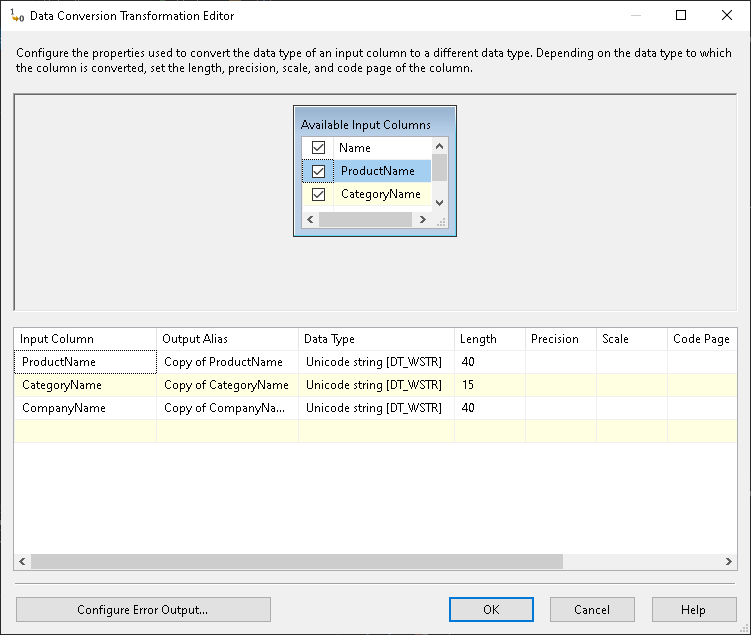 Data Conversion Transformation Editor
Configure the properties used to convert the data type of an input column to a different data type. Depending on the data type to which
the column is converted, set the length, precision, scale, and code page of the column.
Available Input Columns
Name
ProductName
CategoryName
Input Column Output Alias Data Type Length Precision Scale Code Page
ProductName Copy of ProductName Unicode string [DT_WSTR] 40
CategoryName Copy of CategoryName Unicode string [DT_WSTR] 15
CompanyName Copy of CompanyNa... Unicode string [DT_WSTR] 40
Configure Error Output... OK Cancel Help